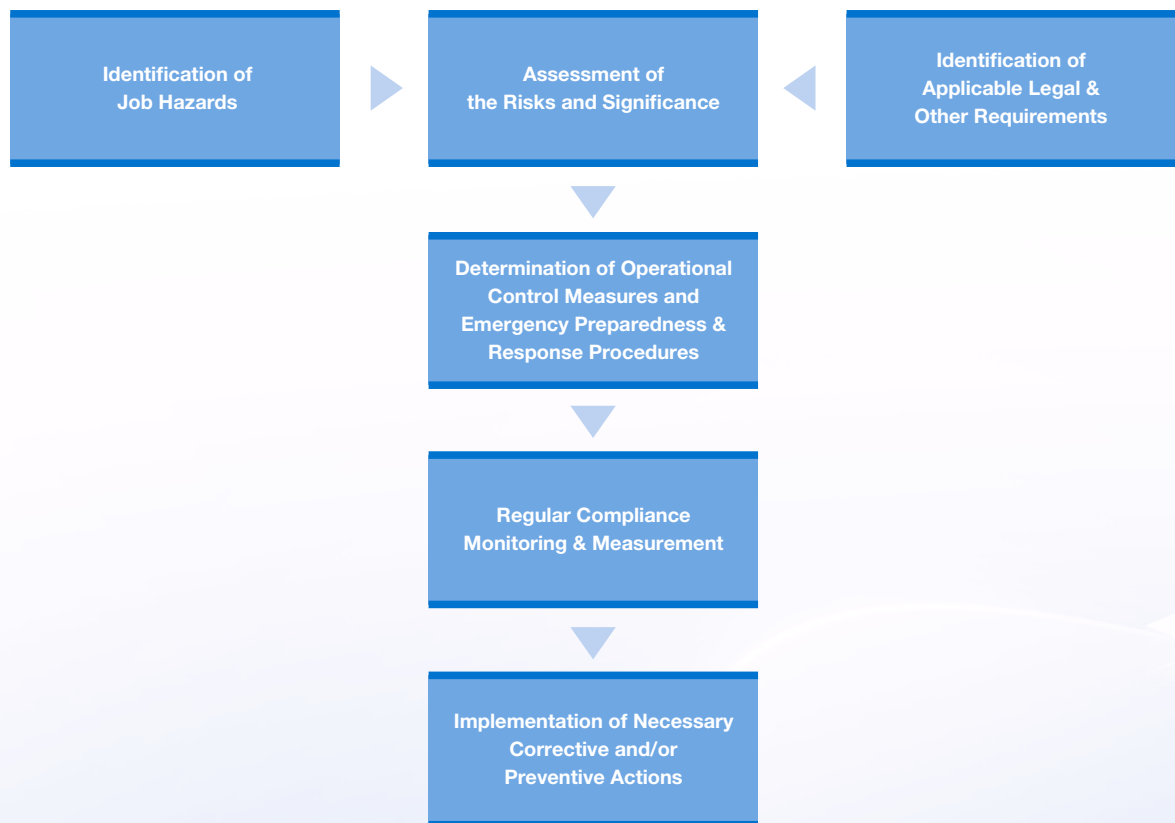 Identification of
Job Hazards
Assessment of
the Risks and Significance
Identification of
Applicable Legal &
Other Requirements
Determination of Operational
Control Measures and
Emergency Preparedness &
Response Procedures
Regular Compliance
Monitoring & Measurement
Implementation of Necessary
Corrective and/or
Preventive Actions